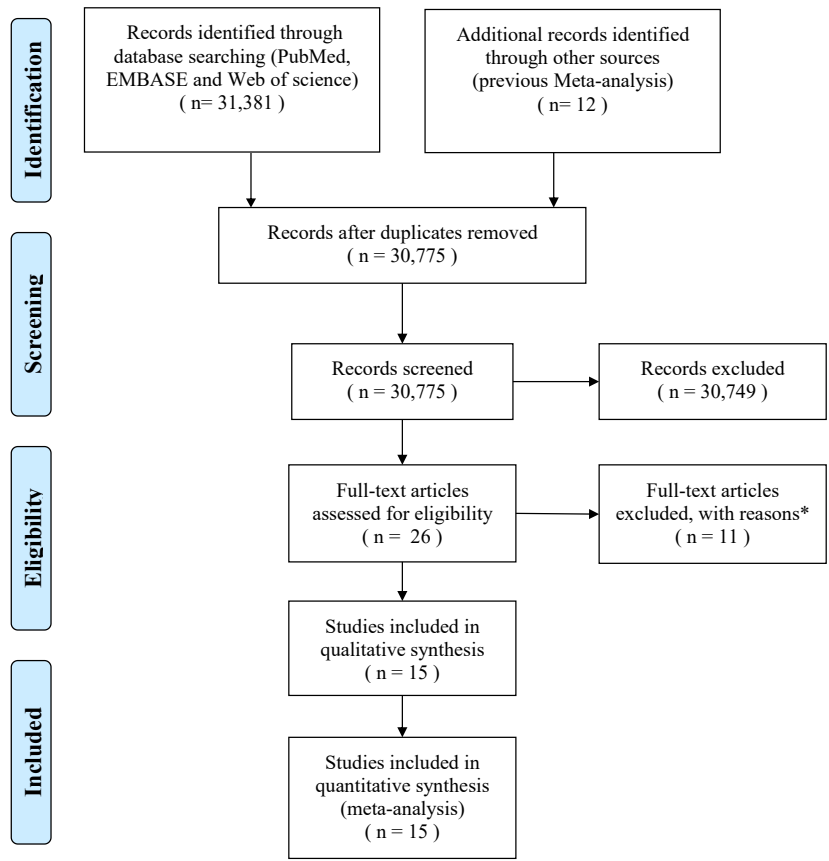 Identification
Records identified through
database searching (PubMed,
EMBASE and Web of science)
( n= 31,381 )
Additional records identified
through other sources
(previous Meta-analysis)
( n= 12 )
Records after duplicates removed
( n = 30,775 )
Screening
Records screened
( n = 30,775 )
Records excluded
( n = 30,749 )
Eligibility
Full-text articles
assessed for eligibility
( n = 26 )
Full-text articles
excluded, with reasons*
( n = 11 )
Studies included in
qualitative synthesis
( n = 15 )
Included
Studies included in
quantitative synthesis
(meta-analysis)
( n = 15 )